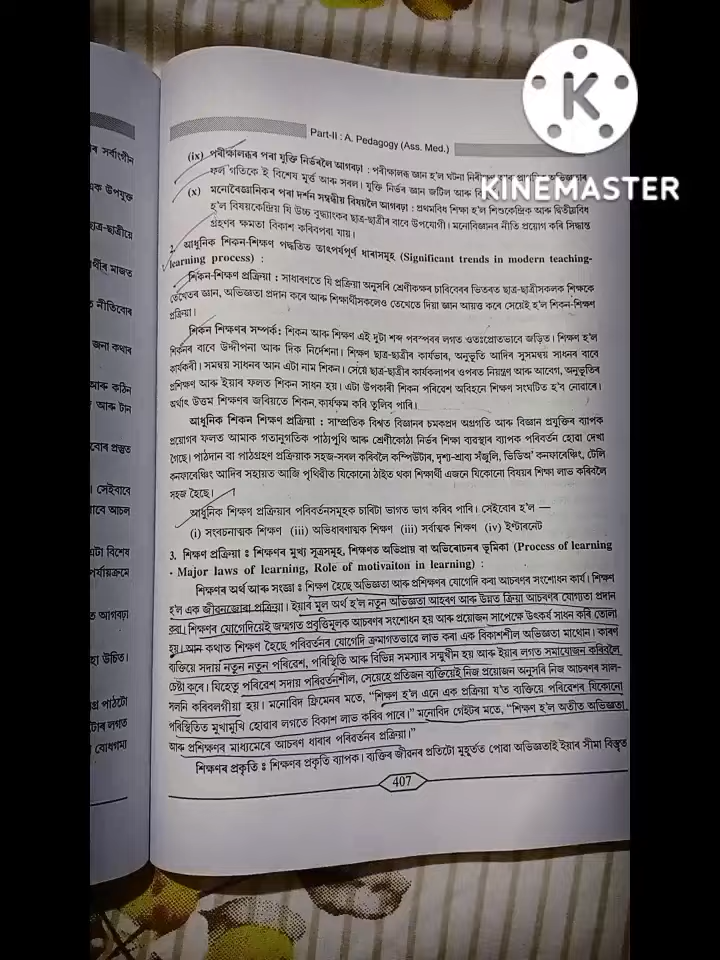 KINEMASTER
Part-II : A. Pedagogy (Ass. Med.)
(ix) পৰীক্ষালব্ধৰ পৰা যুক্তি নিৰ্ভৰলৈ আগবঢ়া : পৰীক্ষালব্ধ জ্ঞান হ'ল ঘটনা
ফল গতিকে ই বিশেষ মূৰ্ত্ত আৰু সৰল। যুক্তি নিৰ্ভৰ জ্ঞান জটিল আৰু
(x) মনোবৈজ্ঞানিকৰ পৰা দৰ্শন সম্বন্ধীয় বিষয়লৈ আগবঢ়া : প্ৰথমবিধ শিক্ষা হ'ল শিশুকেন্দ্ৰিক আৰু দ্বিতীয়বিধ
হ'ল বিষয়কেন্দ্ৰিয় যি উচ্চ বুদ্ধ্যাংকৰ ছাত্ৰ-ছাত্ৰীৰ বাবে উপযোগী। মনোবিজ্ঞানৰ নীতি প্ৰয়োগ কৰি সিদ্ধান্ত
গ্ৰহণৰ ক্ষমতা বিকাশ কৰিবপৰা যায়।
2. আধুনিক শিকন-শিক্ষণ পদ্ধতিত তাৎপৰ্যপূৰ্ণ ধাৰাসমূহ (Significant trends in modern teaching-
learning process) :
শিকন-শিক্ষণ প্ৰক্ৰিয়া : সাধাৰণতে যি প্ৰক্ৰিয়া অনুসৰি শ্ৰেণীকক্ষৰ চাৰিবেৰৰ ভিতৰত ছাত্ৰ-ছাত্ৰীসকলক শিক্ষকে
তেখেতৰ জ্ঞান, অভিজ্ঞতা প্ৰদান কৰে আৰু শিক্ষাৰ্থীসকলেও তেখেতে দিয়া জ্ঞান আয়ত্ত কৰে সেয়েই হ'ল শিকন-শিক্ষণ
প্ৰক্ৰিয়া।
শিকন শিক্ষণৰ সম্পৰ্ক: শিকন আৰু শিক্ষণ এই দুটা শব্দ পৰস্পৰৰ লগত ওতঃপ্ৰোতভাবে জড়িত। শিক্ষণ হ'ল
শিকনৰ বাবে উদ্দীপনা আৰু দিক নিৰ্দেশনা। শিক্ষণ ছাত্ৰ-ছাত্ৰীৰ কাৰ্যভাৰ, অনুভূতি আদিৰ সুসমন্বয় সাধনৰ বাবে
কাৰ্যকৰী। সমন্বয় সাধনৰ আন এটা নাম শিকন। সেয়ে ছাত্ৰ-ছাত্ৰীৰ কাৰ্যকলাপৰ ওপৰত নিয়ন্ত্ৰণ আৰু আবেগ, অনুভূতিৰ
প্ৰশিক্ষণ আৰু ইয়াৰ ফলত শিকন সাধন হয়। এটা উপকাৰী শিকন পৰিৱেশ অবিহনে শিক্ষণ সংঘটিত হ'ব নোৱাৰে।
অৰ্থাৎ উত্তম শিক্ষণৰ জৰিয়তে শিকন, কাৰ্যক্ষম কৰি তুলিব পাৰি।
আধুনিক শিকন শিক্ষণ প্ৰক্ৰিয়া : সাম্প্ৰতিক বিশ্বত বিজ্ঞানৰ চমকপ্ৰদ অগ্ৰগতি আৰু বিজ্ঞান প্ৰযুক্তিৰ ব্যাপক
প্ৰয়োগৰ ফলত আমাক গতানুগতিক পাঠ্যপুথি আৰু শ্ৰেণীকোঠা নিৰ্ভৰ শিক্ষা ব্যৱস্থাৰ ব্যাপক পৰিৱৰ্তন হোৱা দেখা
গৈছে। পাঠদান বা পাঠগ্ৰহণ প্ৰক্ৰিয়াক সহজ-সৰল কৰিবলৈ কম্পিউটাৰ, দৃশ্য-শ্ৰাব্য সঁজুলি, ভিডিঅ' কনফাৰেঞ্চিং, টেলি
কনফাৰেঞ্চিং আদিৰ সহায়ত আজি পৃথিৱীত যিকোনো ঠাইত থকা শিক্ষাৰ্থী এজনে যিকোনো বিষয়ৰ শিক্ষা লাভ কৰিবলৈ
সহজ হৈছে।
আধুনিক শিক্ষণ প্ৰক্ৰিয়াৰ পৰিবৰ্তনসমূহক চাৰিটা ভাগত ভাগ কৰিব পাৰি। সেইবোৰ হ'ল —
(i) সংৰচনাত্মক শিক্ষণ (iii) অভিধাৰণাত্মক শিক্ষণ (iii) সৰ্বাত্মক শিক্ষণ (iv) ইণ্টাৰনেট
3. শিক্ষণ প্ৰক্ৰিয়া ঃ শিক্ষণৰ মুখ্য সূত্ৰসমূহ, শিক্ষণত অভিপ্ৰায় বা অভিৰোচনৰ ভূমিকা (Process of learning
- Major laws of learning, Role of motivaiton in learning) :
শিক্ষণৰ অৰ্থ আৰু সংজ্ঞা : শিক্ষণ হৈছে অভিজ্ঞতা আৰু প্ৰশিক্ষণৰ যোগেদি কৰা আচৰণৰ সংশোধন কাৰ্য। শিক্ষণ
হ'ল এক জীৱনজোৰা প্ৰক্ৰিয়া। ইয়াৰ মূল অৰ্থ হ'ল নতুন অভিজ্ঞতা আহৰণ আৰু উন্নত ক্ৰিয়া আচৰণৰ যোগ্যতা প্ৰদান
কৰা। শিক্ষণৰ যোগেদিয়েই জন্মগত প্ৰবৃত্তিমূলক আচৰণৰ সংশোধন হয় আৰু প্ৰয়োজন সাপেক্ষে উৎকৰ্ষ সাধন কৰি তোলা
হয়। আন কথাত শিক্ষণ হৈছে পৰিবৰ্তনৰ যোগেদি ক্ৰমাগতভাবে লাভ কৰা এক বিকাশশীল অভিজ্ঞতা মাথোন। কাৰণ
ব্যক্তিয়ে সদায় নতুন নতুন পৰিবেশ, পৰিস্থিতি আৰু বিভিন্ন সমস্যাৰ সন্মুখীন হয় আৰু ইয়াৰ লগত সমাযোজন কৰিবলৈ
চেষ্টা কৰে। যিহেতু পৰিবেশ সদায় পৰিৱৰ্তনশীল, সেয়েহে প্ৰতিজন ব্যক্তিয়েই নিজ প্ৰয়োজন অনুসৰি নিজ আচৰণৰ সাল-
সলনি কৰিবলগীয়া হয়। মনোবিদ ফ্ৰিমেনৰ মতে, “শিক্ষণ হ'ল এনে এক প্ৰক্ৰিয়া য'ত ব্যক্তিয়ে পৰিৱেশৰ যিকোনো
পৰিস্থিতিত মুখামুখি হোৱাৰ লগতে বিকাশ লাভ কৰিব পাৰে।” মনোবিদ গেইটৰ মতে, “শিক্ষণ হ'ল অতীত অভিজ্ঞতা
আৰু প্ৰশিক্ষণৰ মাধ্যমেৰে আচৰণ ধাৰাৰ পৰিৱৰ্তনৰ প্ৰক্ৰিয়া।”
শিক্ষণৰ প্ৰকৃতি ঃ শিক্ষণৰ প্ৰকৃতি ব্যাপক। ব্যক্তিৰ জীৱনৰ প্ৰতিটো মুহূৰ্তত পোৱা অভিজ্ঞতাই ইয়াৰ সীমা বিস্তৃত
407